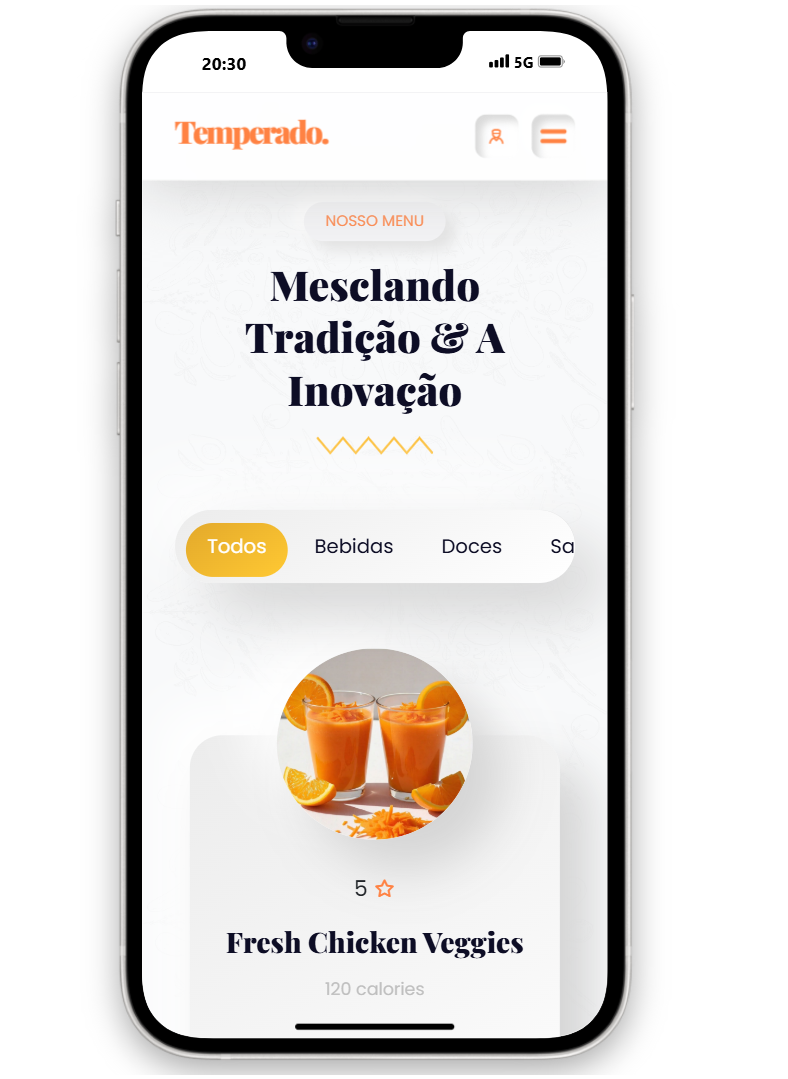 20:30 5G
Temperado.
NOSSO MENU
Mesclando
Tradição & A
Inovação
Todos Bebidas Doces Sa
5
Fresh Chicken Veggies
120 calories